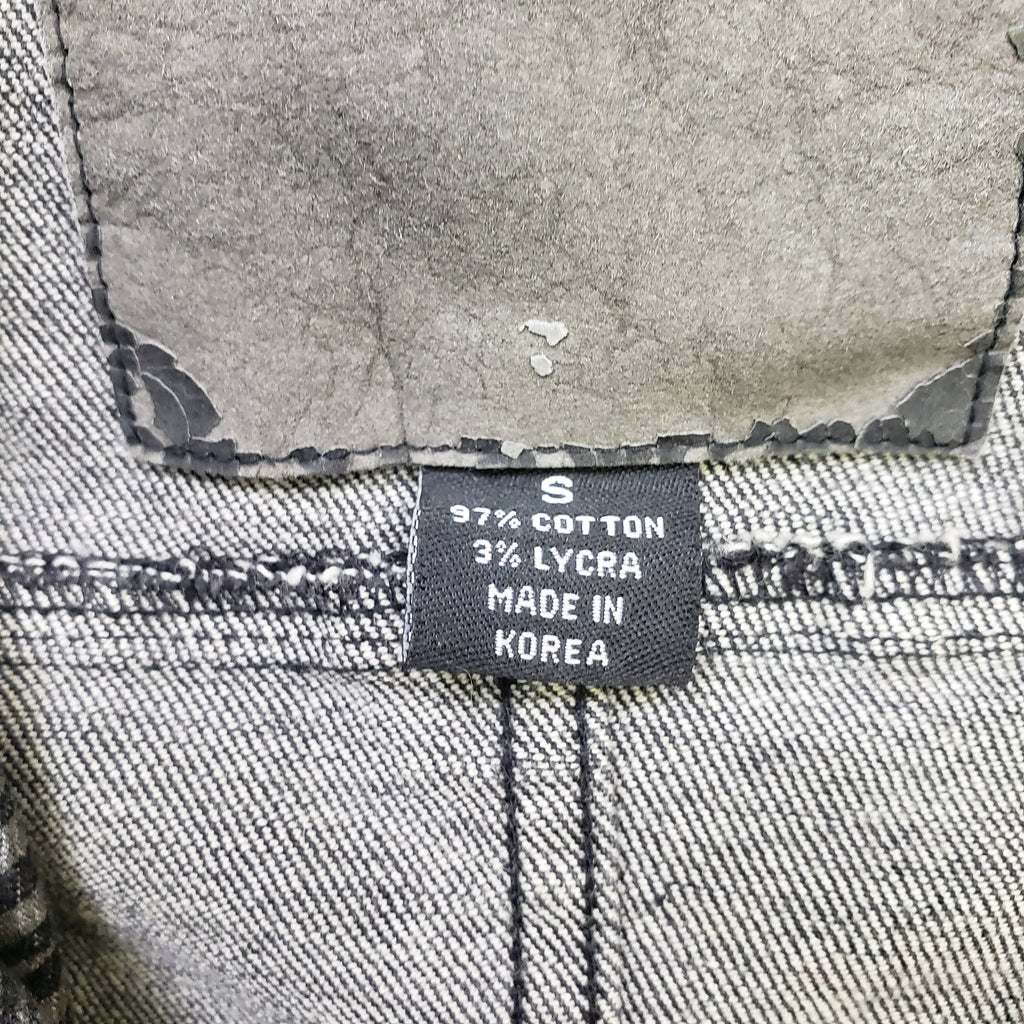 S
97% COTTON
3% LYCRA
MADE IN
KOREA